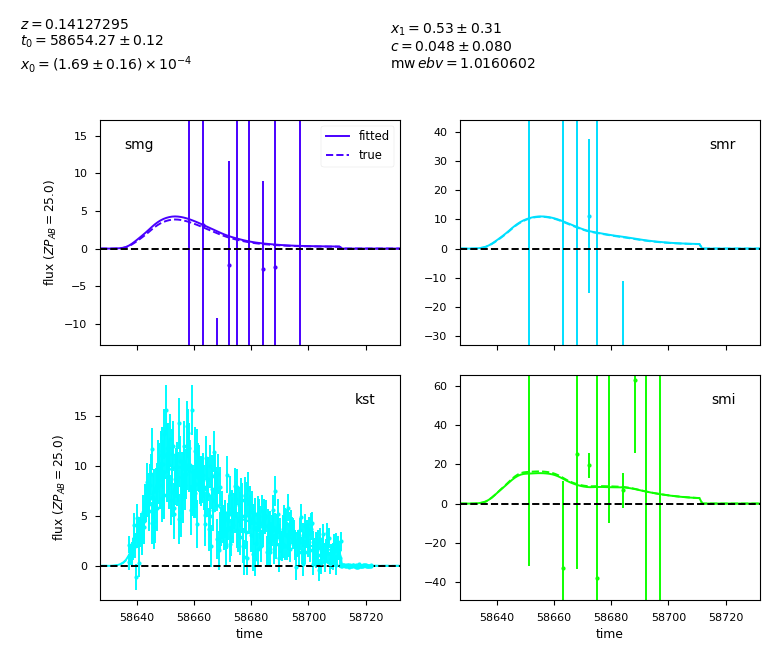 z = 0.14127295
t₀ = 58654.27 ± 0.12
x₀ = (1.69 ± 0.16) × 10⁻⁴
x₁ = 0.53 ± 0.31
c = 0.048 ± 0.080
mw ebv = 1.0160602
smg
fitted
true
15
10
5
0
−5
−10
flux (ZP_AB = 25.0)
smr
40
30
20
10
0
−10
−20
−30
kst
15
10
5
0
flux (ZP_AB = 25.0)
58640 58660 58680 58700 58720
time
smi
60
40
20
0
−20
−40
58640 58660 58680 58700 58720
time